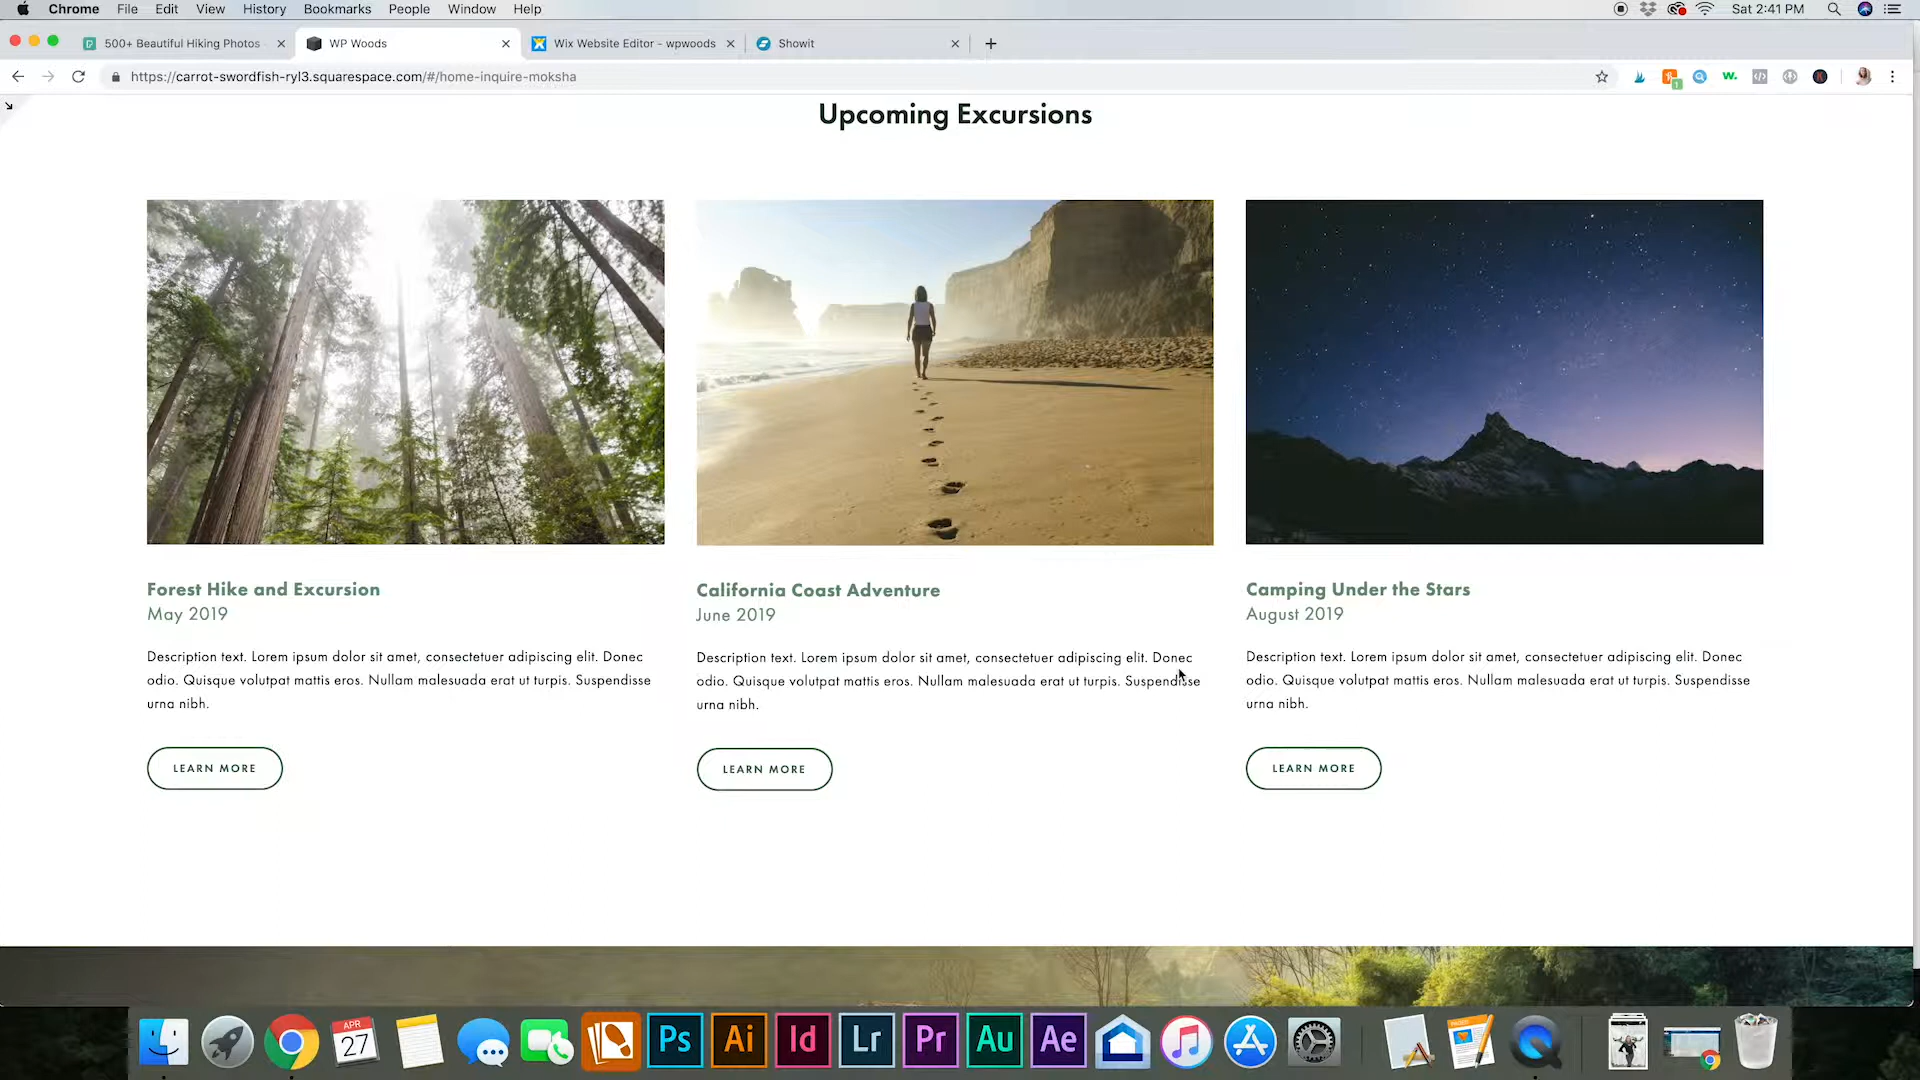 Chrome File Edit View History Bookmarks People Window Help Sat 2:41 PM
500+ Beautiful Hiking Photos WP Woods Wix Website Editor - wpwoods Showit
https://carrot-swordfish-ryl3.squarespace.com/#/home-inquire-moksha
Upcoming Excursions
Forest Hike and Excursion
May 2019
Description text. Lorem ipsum dolor sit amet, consectetuer adipiscing elit. Donec
odio. Quisque volutpat mattis eros. Nullam malesuada erat ut turpis. Suspendisse
urna nibh.
LEARN MORE
California Coast Adventure
June 2019
Description text. Lorem ipsum dolor sit amet, consectetuer adipiscing elit. Donec
odio. Quisque volutpat mattis eros. Nullam malesuada erat ut turpis. Suspendisse
urna nibh.
LEARN MORE
Camping Under the Stars
August 2019
Description text. Lorem ipsum dolor sit amet, consectetuer adipiscing elit. Donec
odio. Quisque volutpat mattis eros. Nullam malesuada erat ut turpis. Suspendisse
urna nibh.
LEARN MORE
APR
27
Ps Ai Id Lr Pr Au Ae